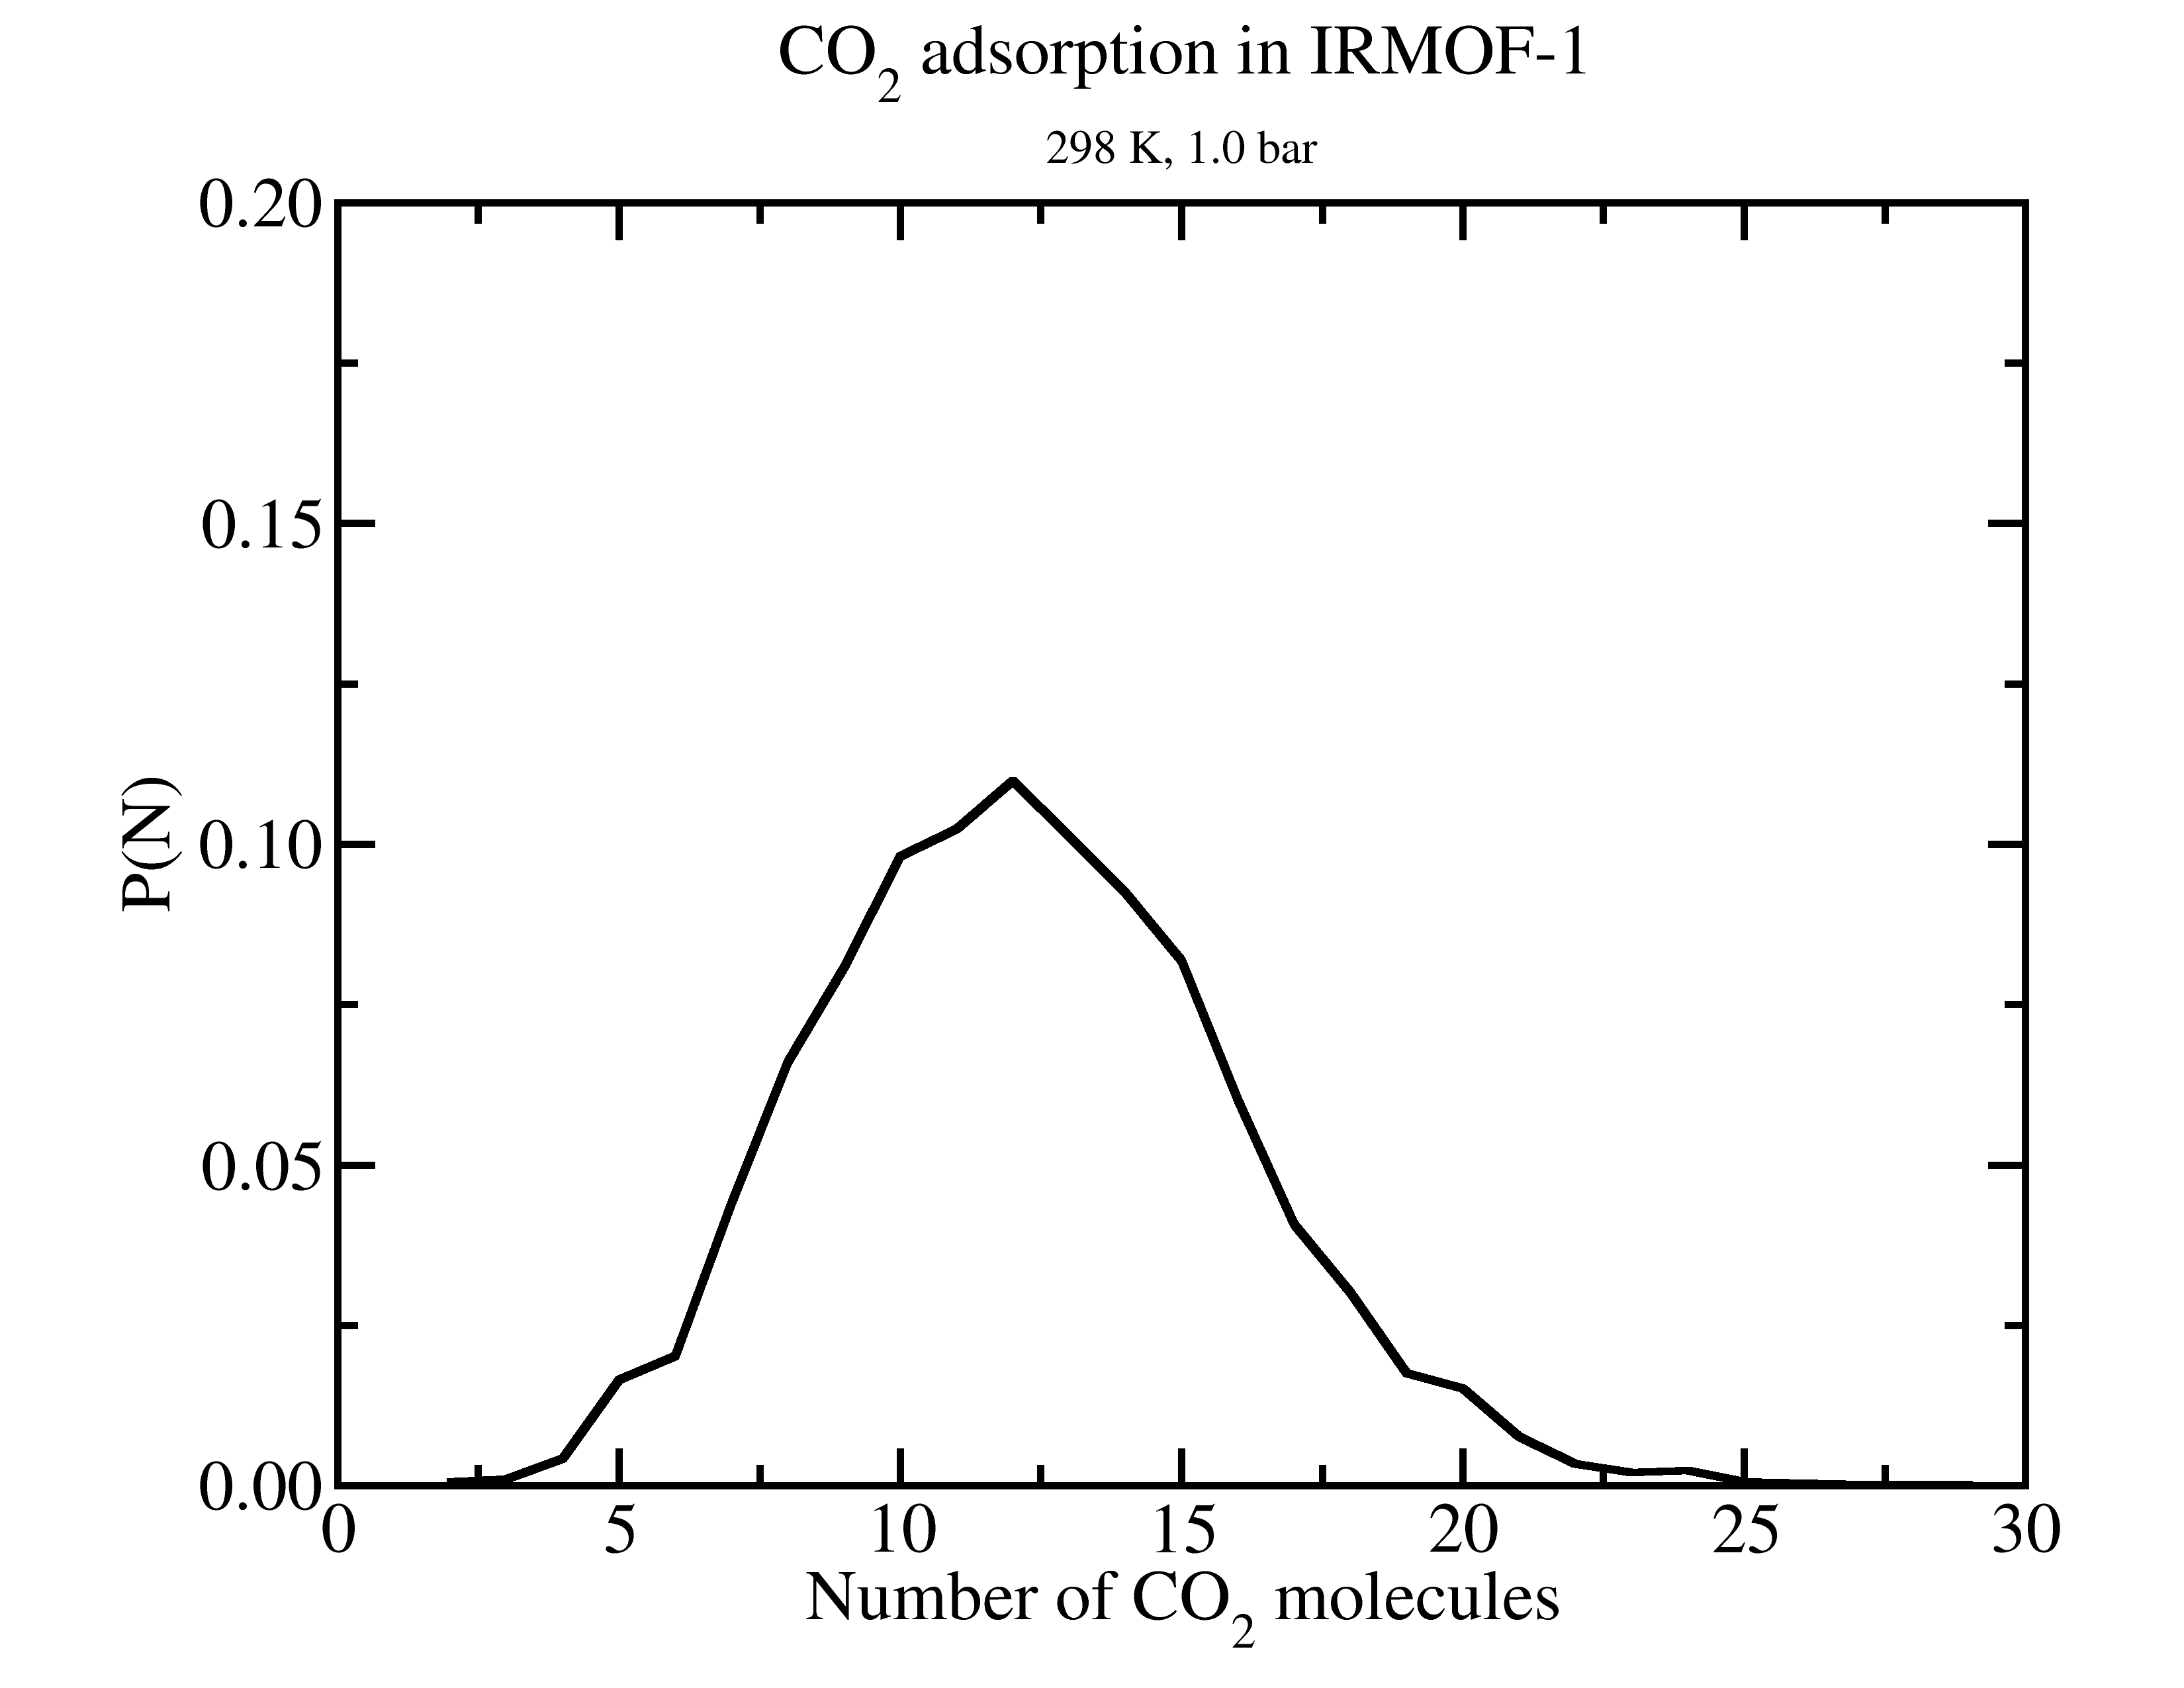 CO₂ adsorption in IRMOF-1
298 K, 1.0 bar
0.20
0.15
0.10
0.05
0.00
P(N)
0 5 10 15 20 25 30
Number of CO₂ molecules